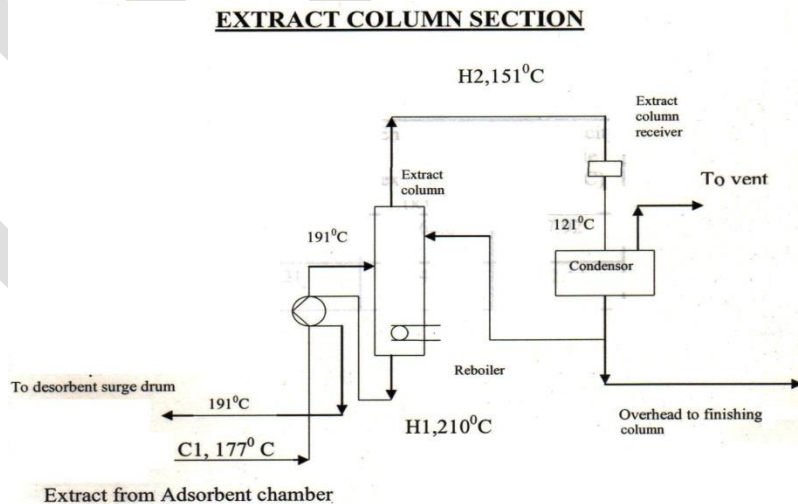 EXTRACT COLUMN SECTION
H2,151⁰C
Extract
column
receiver
To vent
Extract
column
121⁰C
191⁰C
Condensor
Reboiler
To desorbent surge drum
191⁰C
H1,210⁰C
Overhead to finishing
column
C1, 177⁰ C
Extract from Adsorbent chamber